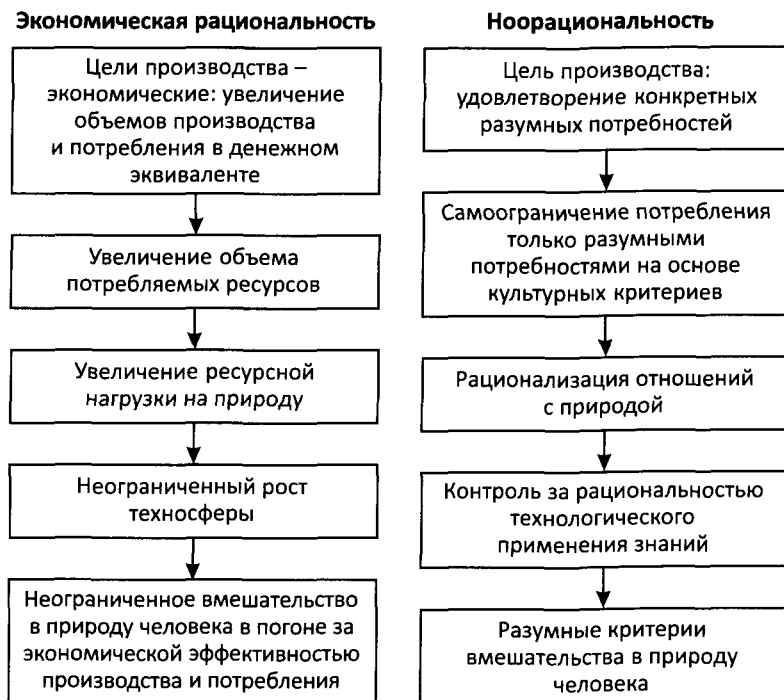 Экономическая рациональность
Цели производства –
экономические: увеличение
объемов производства
и потребления в денежном
эквиваленте
Увеличение объема
потребляемых ресурсов
Увеличение ресурсной
нагрузки на природу
Неограниченный рост
техносферы
Неограниченное вмешательство
в природу человека в погоне за
экономической эффективностью
производства и потребления
Ноорациональность
Цель производства:
удовлетворение конкретных
разумных потребностей
Самоограничение потребления
только разумными
потребностями на основе
культурных критериев
Рационализация отношений
с природой
Контроль за рациональностью
технологического
применения знаний
Разумные критерии
вмешательства в природу
человека